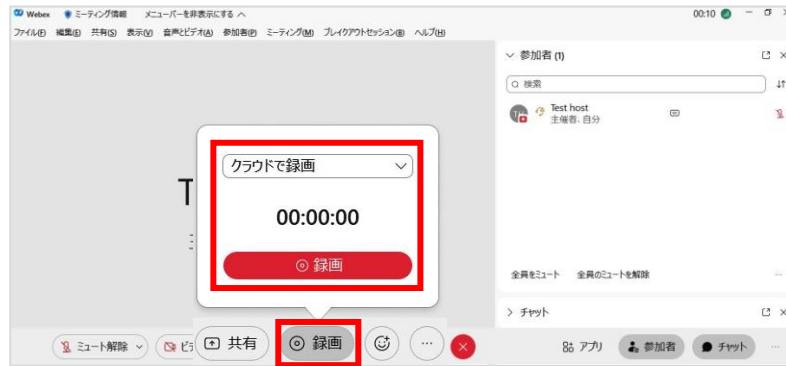 Webex ミーティング情報 メニューバーを非表示にする 00:10
ファイル(F) 編集(E) 共有(S) 表示(V) 音声とビデオ(A) 参加者(P) ミーティング(M) ブレイクアウトセッション(B) ヘルプ(H)
参加者 (1)
検索
Test host
主催者、自分
クラウドで録画
T
00:00:00
録画
全員をミュート 全員のミュートを解除
チャット
ミュート解除 共有 録画 アプリ 参加者 チャット